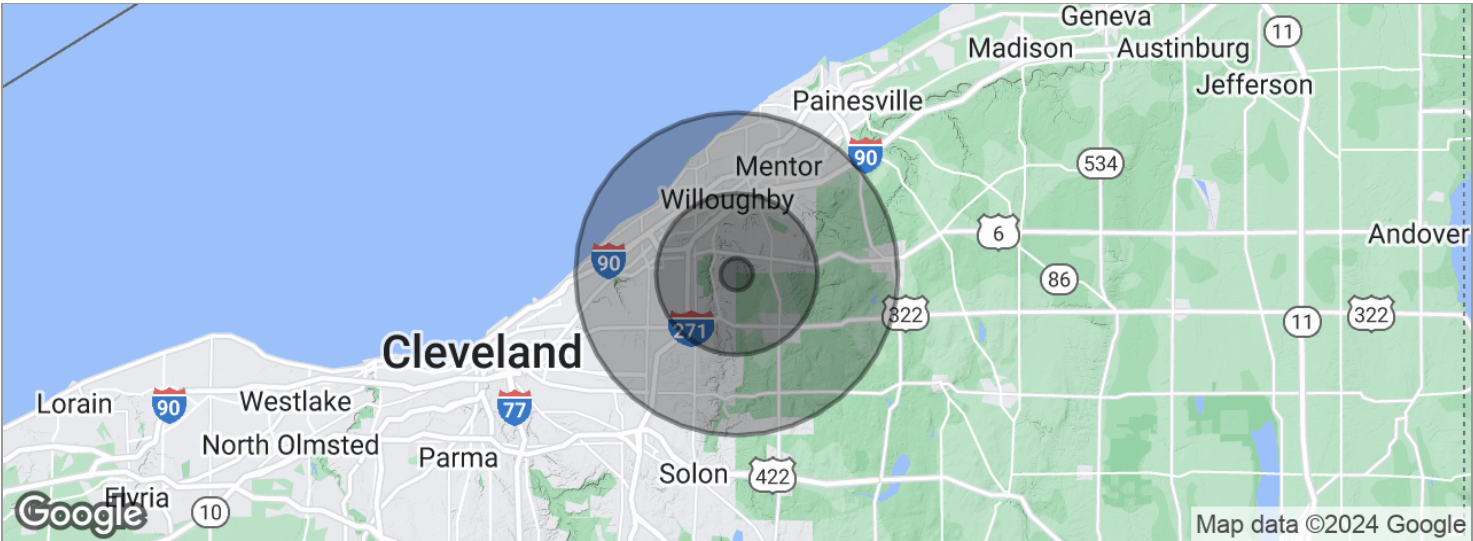 Geneva
11
Madison
Austinburg
Jefferson
Painesville
90
Mentor
534
Willoughby
6
Andover
90
86
322
271
11
322
Cleveland
Lorain
90
Westlake
77
North Olmsted
Parma
Solon
422
Elyria
Google
10
Map data ©2024 Google